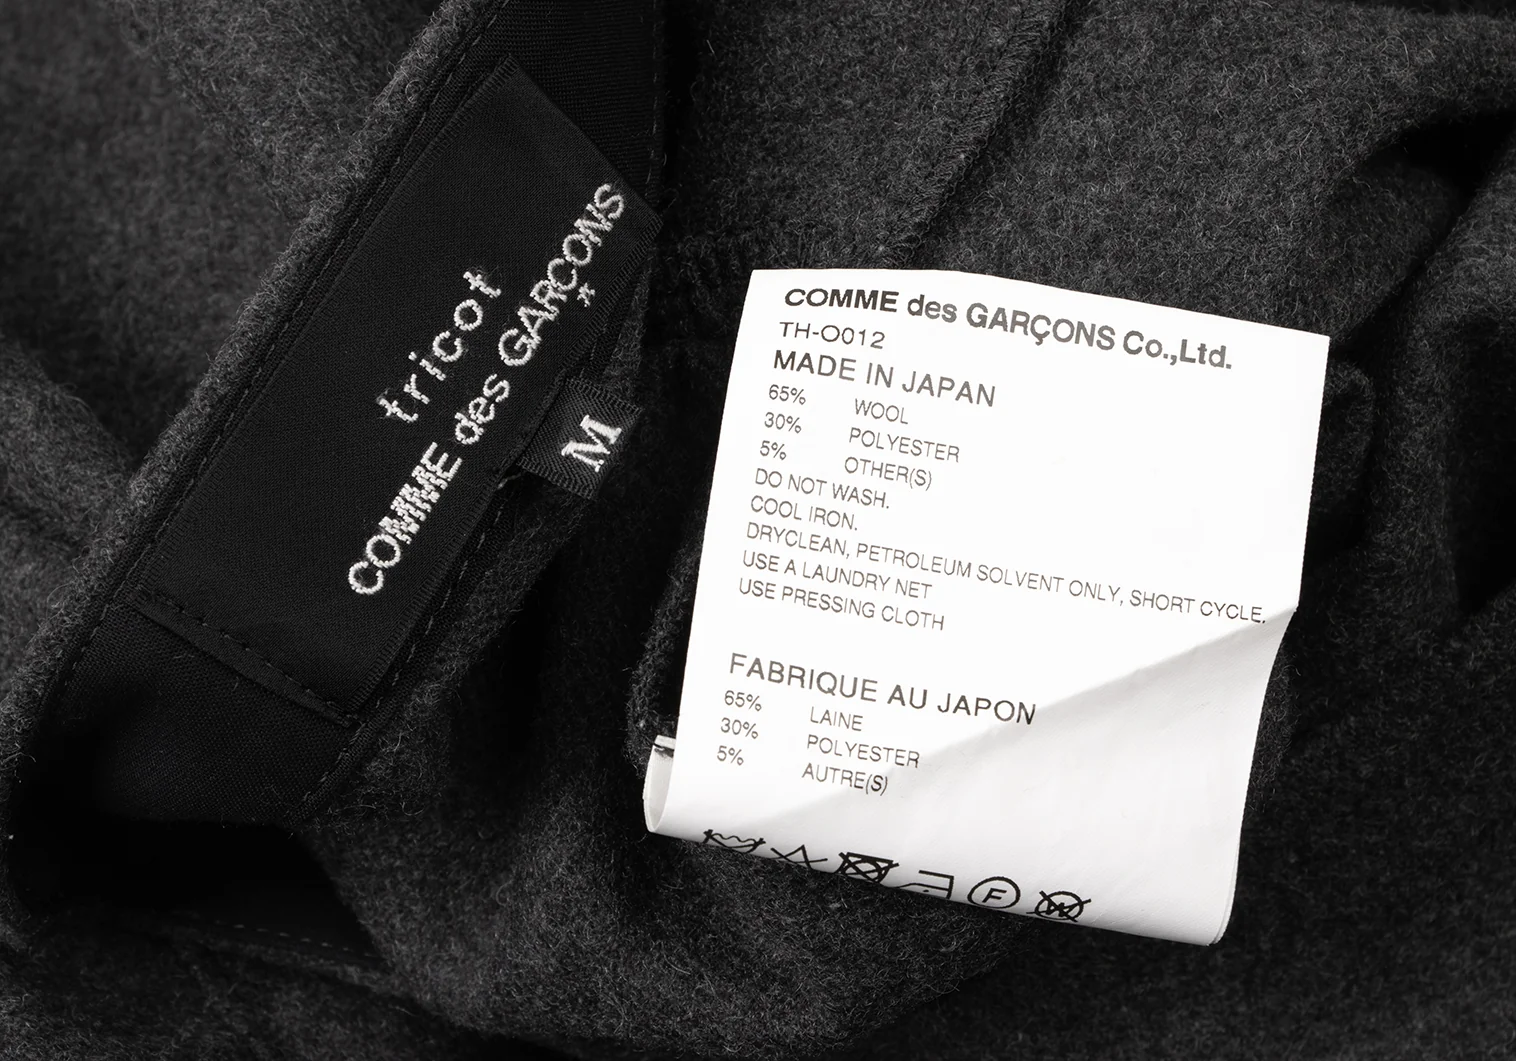 tricot
COMME des GARÇONS
M
COMME des GARÇONS Co.,Ltd.
TH-O012
MADE IN JAPAN
65% WOOL
30% POLYESTER
5% OTHER(S)
DO NOT WASH.
COOL IRON.
DRYCLEAN, PETROLEUM SOLVENT ONLY, SHORT CYCLE.
USE A LAUNDRY NET
USE PRESSING CLOTH
FABRIQUE AU JAPON
65% LAINE
30% POLYESTER
5% AUTRE(S)
F W